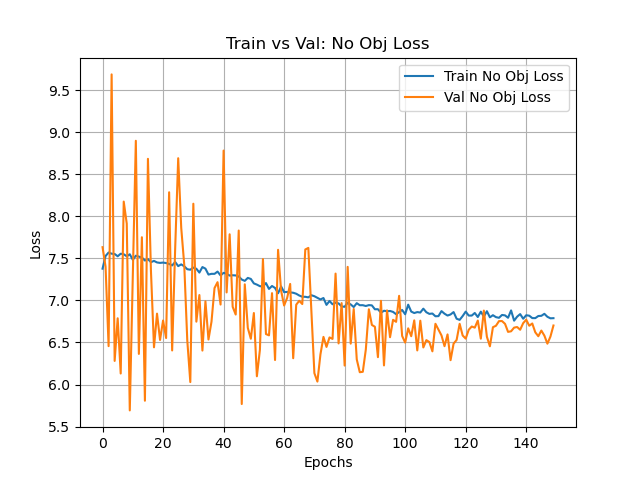 Train vs Val: No Obj Loss
Train No Obj Loss
Val No Obj Loss
9.5
9.0
8.5
8.0
7.5
7.0
6.5
6.0
5.5
Loss
0 20 40 60 80 100 120 140
Epochs